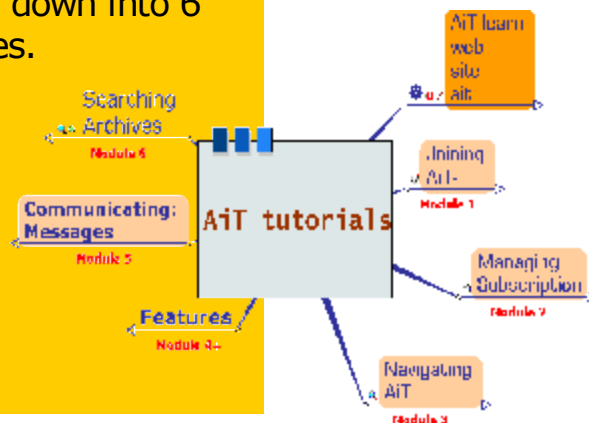 down into 6
es.
AiT learn
web
site
ait
Searching
Archives
Module 6
Joining
AiT-
Module 1
Communicating:
Messages
Module 5
AiT tutorials
Managing
Subscription
Module 2
Features
Module 4
Navigating
AiT
Module 3